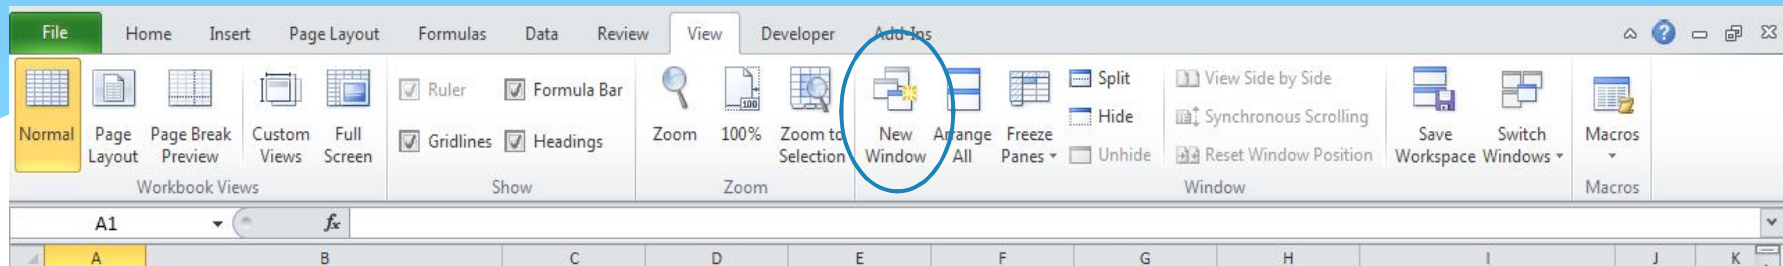 File Home Insert Page Layout Formulas Data Review View Developer Add-Ins
Normal
Page Layout
Page Break Preview
Custom Views
Full Screen
Workbook Views
Ruler
Formula Bar
Gridlines
Headings
Show
Zoom
100%
100
Zoom to Selection
Zoom
New Window
Arrange All
Freeze Panes
Split
Hide
Unhide
View Side by Side
Synchronous Scrolling
Reset Window Position
Save Workspace
Switch Windows
Window
Macros
Macros
A1 fx
A B C D E F G H I J K